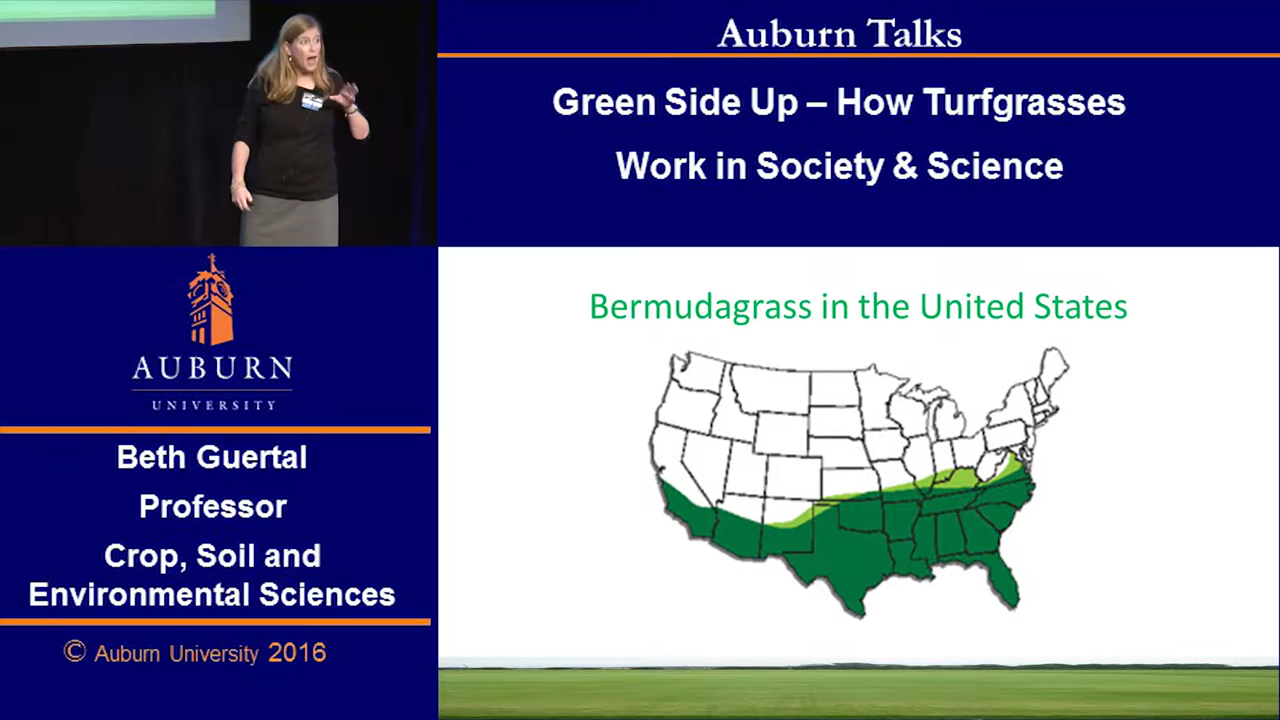 Auburn Talks
Green Side Up – How Turfgrasses
Work in Society & Science
AUBURN
UNIVERSITY
Beth Guertal
Professor
Crop, Soil and
Environmental Sciences
© Auburn University 2016
Bermudagrass in the United States